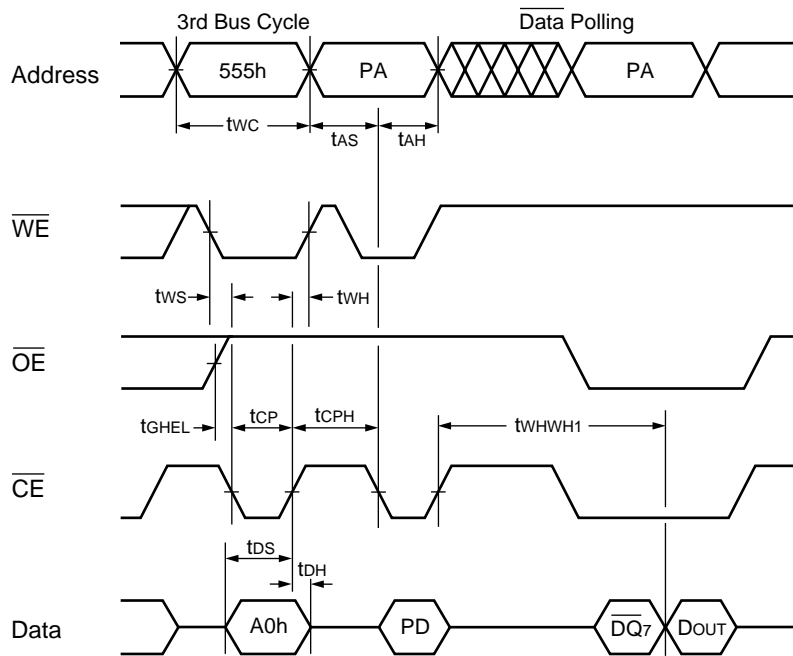 3rd Bus Cycle
Data Polling
Address
555h
PA
PA
tWC
tAS
tAH
WE
tWS
tWH
OE
tGHEL
tCP
tCPH
tWHWH1
CE
tDS
tDH
Data
A0h
PD
DQ7
DOUT